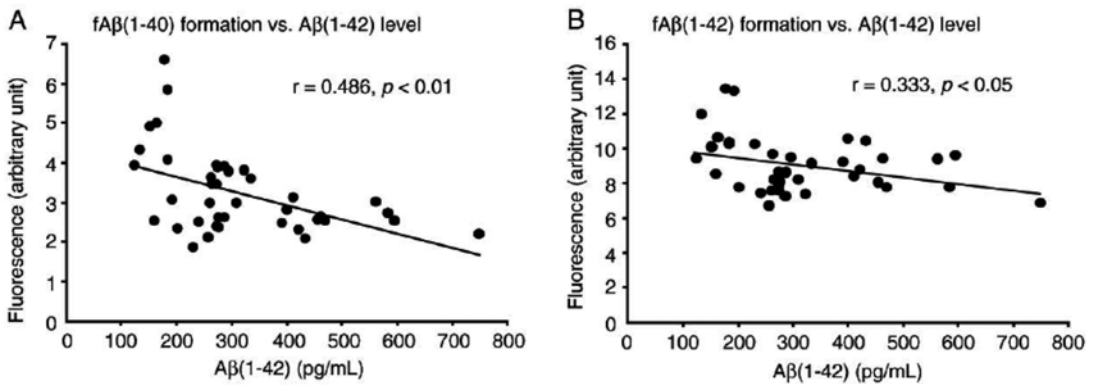 A
fAβ(1-40) formation vs. Aβ(1-42) level
7
6
5
4
3
2
1
0
Fluorescence (arbitrary unit)
r = 0.486, p < 0.01
0 100 200 300 400 500 600 700 800
Aβ(1-42) (pg/mL)
B
fAβ(1-42) formation vs. Aβ(1-42) level
16
14
12
10
8
6
4
2
0
Fluorescence (arbitrary unit)
r = 0.333, p < 0.05
0 100 200 300 400 500 600 700 800
Aβ(1-42) (pg/mL)